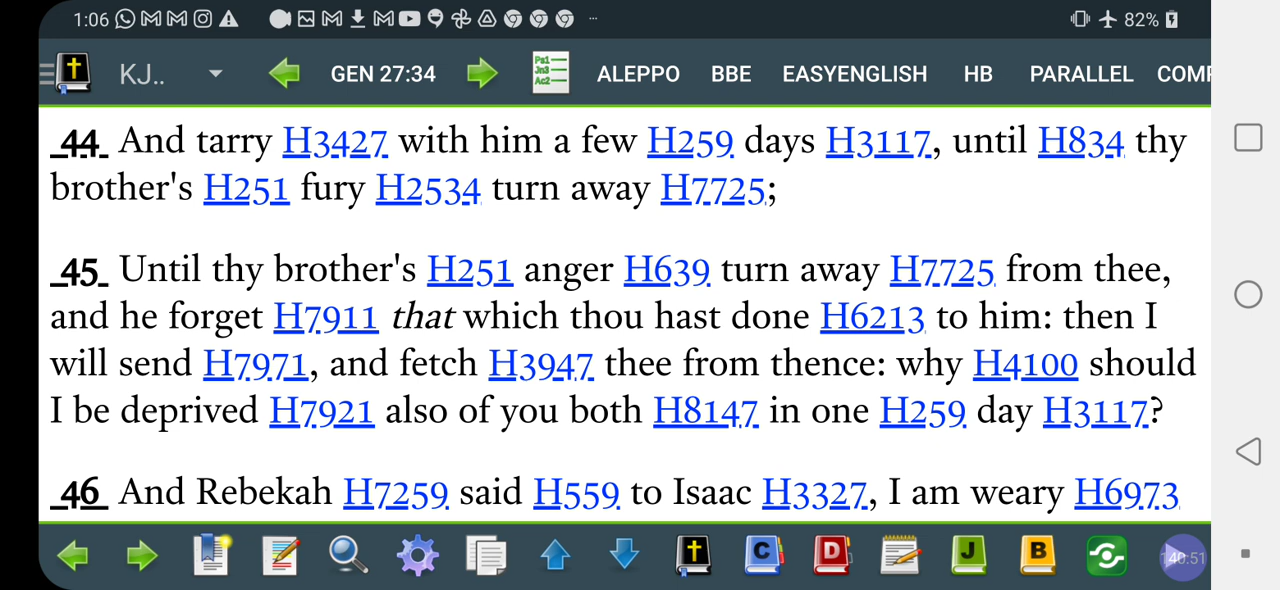 1:06 82%
KJ.. GEN 27:34 ALEPPO BBE EASYENGLISH HB PARALLEL COM
44 And tarry H3427 with him a few H259 days H3117, until H834 thy
brother's H251 fury H2534 turn away H7725;
45 Until thy brother's H251 anger H639 turn away H7725 from thee,
and he forget H7911 that which thou hast done H6213 to him: then I
will send H7971, and fetch H3947 thee from thence: why H4100 should
I be deprived H7921 also of you both H8147 in one H259 day H3117?
46 And Rebekah H7259 said H559 to Isaac H3327, I am weary H6973
C D J B 140:51